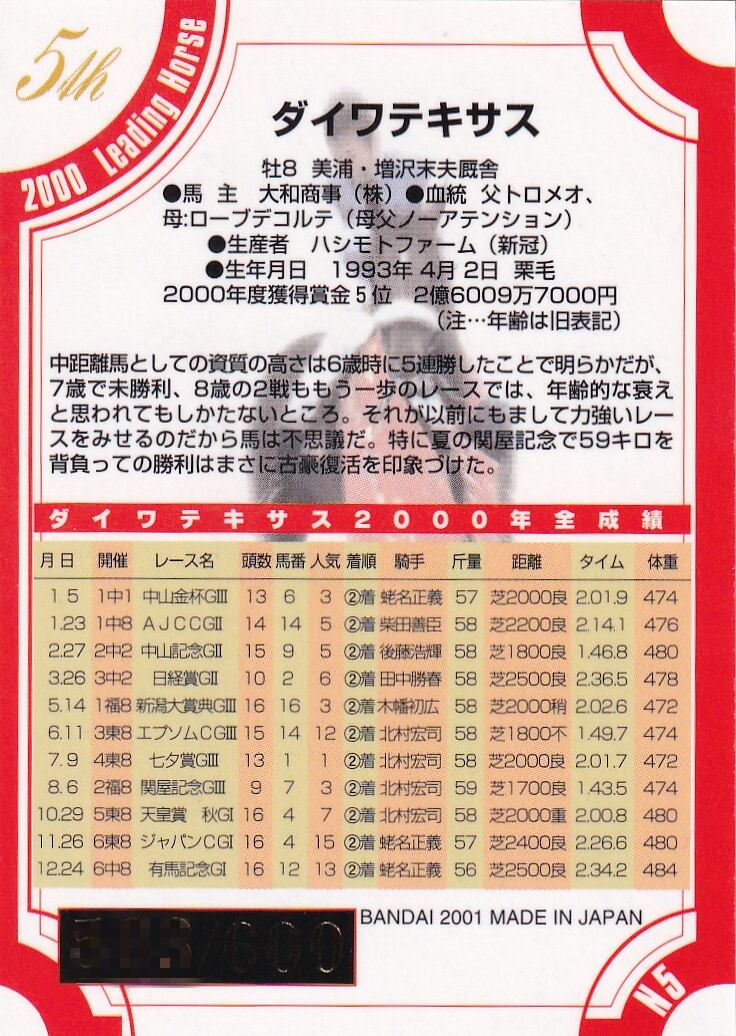 5th
2000 Leading Horse
ダイワテキサス
牡8 美浦・増沢末夫厩舎
●馬 主 大和商事（株）●血統 父トロメオ、
母:ローブデコルテ（母父ノーアテンション）
●生産者 ハシモトファーム（新冠）
●生年月日 1993年 4月 2日 栗毛
2000年度獲得賞金5位 2億6009万7000円
（注…年齢は旧表記）
中距離馬としての資質の高さは6歳時に5連勝したことで明らかだが、
7歳で未勝利、8歳の2戦ももう一歩のレースでは、年齢的な衰え
と思われてもしかたないところ。それが以前にもまして力強いレー
スをみせるのだから馬は不思議だ。特に夏の関屋記念で59キロを
背負っての勝利はまさに古豪復活を印象づけた。
ダイワテキサス2000年全成績
月日 開催 レース名 頭数 馬番 人気 着順 騎手 斤量 距離 タイム 体重
1.5 1中1 中山金杯GⅢ 13 6 3 ②着 蛯名正義 57 芝2000良 2.01.9 474
1.23 1中8 AJCCGⅡ 14 14 5 ②着 柴田善臣 58 芝2200良 2.14.1 476
2.27 2中2 中山記念GⅡ 15 9 5 ②着 後藤浩輝 58 芝1800良 1.46.8 480
3.26 3中2 日経賞GⅡ 10 2 6 ②着 田中勝春 58 芝2500良 2.36.5 478
5.14 1福8 新潟大賞典GⅢ 16 16 3 ②着 木幡初広 58 芝2000稍 2.02.6 472
6.11 3東8 エプソムCGⅢ 15 14 12 ②着 北村宏司 58 芝1800不 1.49.7 474
7.9 4東8 七夕賞GⅢ 13 1 1 ②着 北村宏司 58 芝2000良 2.01.7 472
8.6 2福8 関屋記念GⅢ 9 7 3 ②着 北村宏司 59 芝1700良 1.43.5 474
10.29 5東8 天皇賞 秋GⅠ 16 4 7 ②着 北村宏司 58 芝2000重 2.00.8 480
11.26 6東8 ジャパンCGⅠ 16 4 15 ②着 蛯名正義 57 芝2400良 2.26.6 480
12.24 6中8 有馬記念GⅠ 16 12 13 ②着 蛯名正義 56 芝2500良 2.34.2 484
/600
BANDAI 2001 MADE IN JAPAN
N5